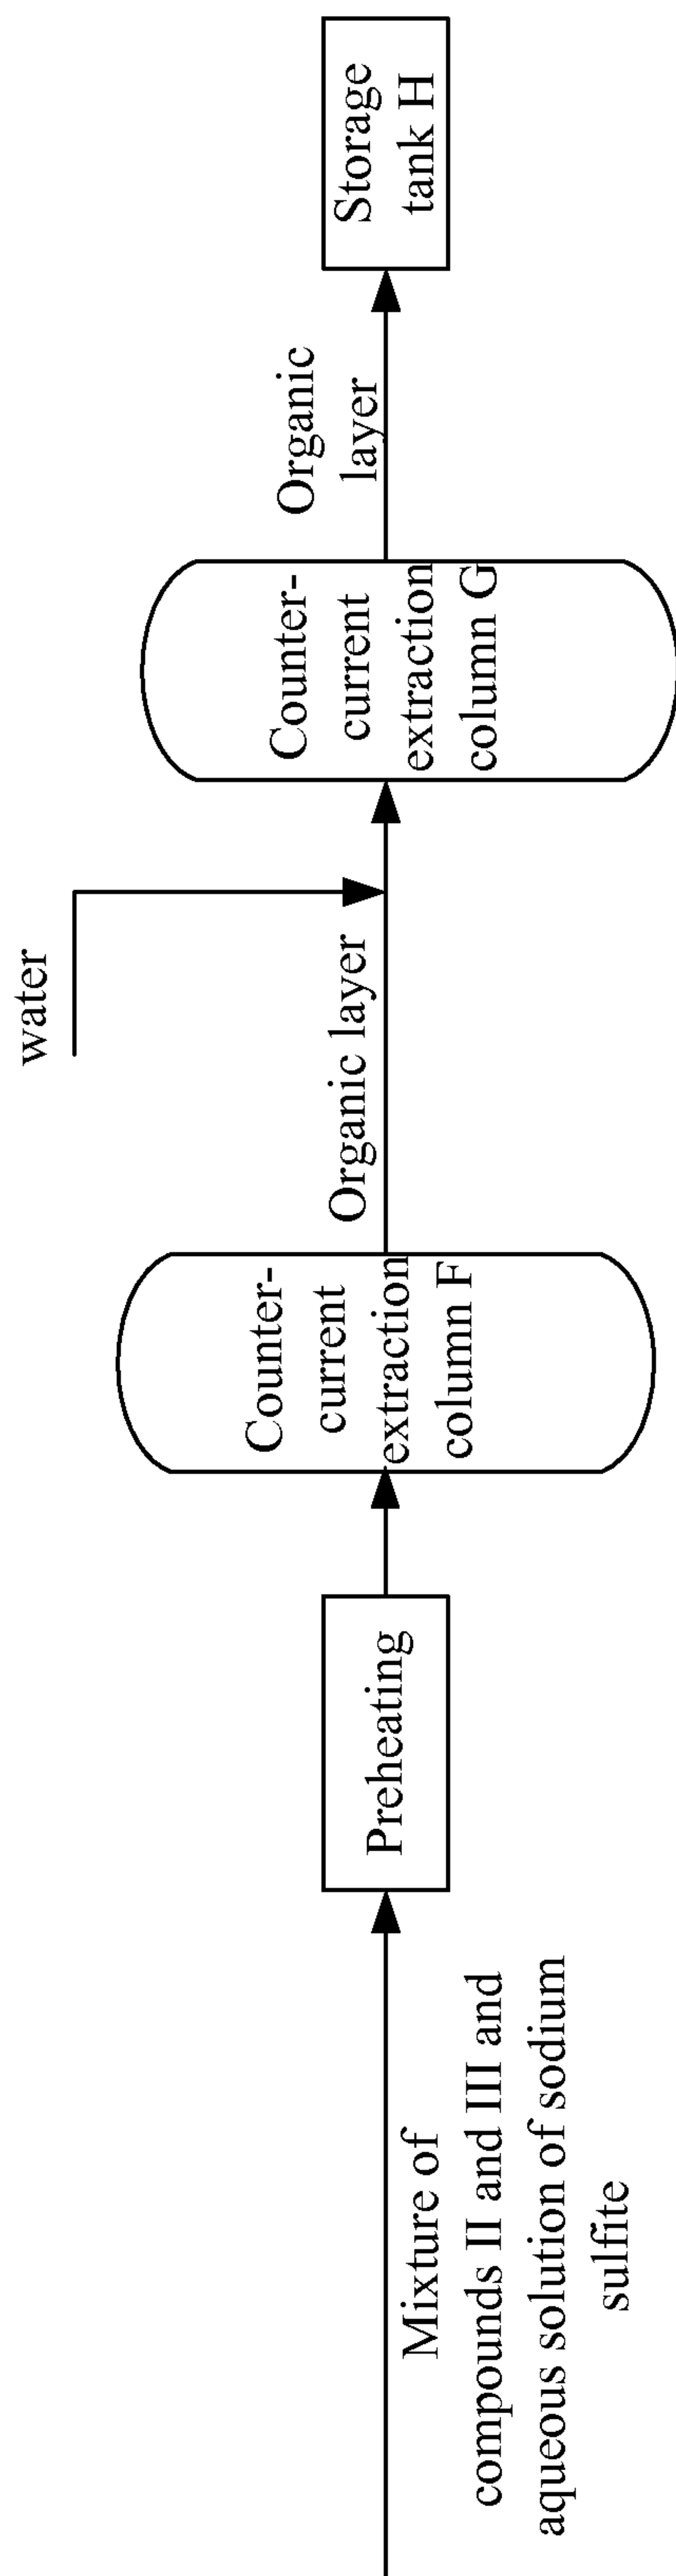 Mixture of
compounds II and III and
aqueous solution of sodium
sulfite
Preheating
Counter-
current
extraction
column F
Organic layer
water
Counter-
current
extraction
column G
Organic
layer
Storage
tank H